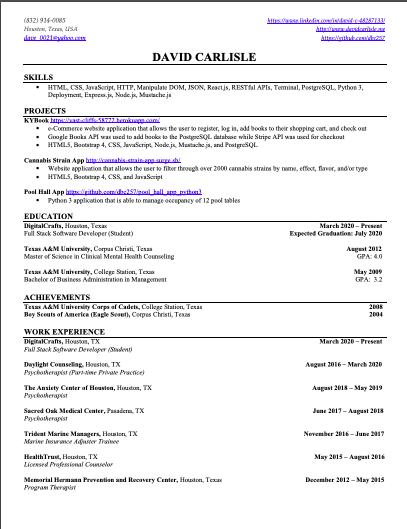 (832) 914-0085
https://www.linkedin.com/in/david-c-48287133/
Houston, Texas, USA
http://www.davidcarlisle.me
dave_0021@yahoo.com
https://github.com/dbc257
DAVID CARLISLE
SKILLS
• HTML, CSS, JavaScript, HTTP, Manipulate DOM, JSON, React.js, RESTful APIs, Terminal, PostgreSQL, Python 3,
Deployment, Express.js, Node.js, Mustache.js
PROJECTS
KYBook https://vast-cliffs-58777.herokuapp.com/
• e-Commerce website application that allows the user to register, log in, add books to their shopping cart, and check out
• Google Books API was used to add books to the PostgreSQL database while Stripe API was used for checkout
• HTML5, Bootstrap 4, CSS, JavaScript, Node.js, Mustache.js, and PostgreSQL
Cannabis Strain App http://cannabis-strain-app.surge.sh/
• Website application that allows the user to filter through over 2000 cannabis strains by name, effect, flavor, and/or type
• HTML5, Bootstrap 4, CSS, and JavaScript
Pool Hall App https://github.com/dbc257/pool_hall_app_python3
• Python 3 application that is able to manage occupancy of 12 pool tables
EDUCATION
DigitalCrafts, Houston, Texas March 2020 – Present
Full Stack Software Developer (Student) Expected Graduation: July 2020
Texas A&M University, Corpus Christi, Texas August 2012
Master of Science in Clinical Mental Health Counseling GPA: 4.0
Texas A&M University, College Station, Texas May 2009
Bachelor of Business Administration in Management GPA: 3.2
ACHIEVEMENTS
Texas A&M University Corps of Cadets, College Station, Texas 2008
Boy Scouts of America (Eagle Scout), Corpus Christi, Texas 2004
WORK EXPERIENCE
DigitalCrafts, Houston, TX March 2020 – Present
Full Stack Software Developer (Student)
Daylight Counseling, Houston, TX August 2016 – March 2020
Psychotherapist (Part-time Private Practice)
The Anxiety Center of Houston, Houston, TX August 2018 – May 2019
Psychotherapist
Sacred Oak Medical Center, Pasadena, TX June 2017 – August 2018
Psychotherapist
Trident Marine Managers, Houston, TX November 2016 – June 2017
Marine Insurance Adjuster Trainee
HealthTrust, Houston, TX May 2015 – August 2016
Licensed Professional Counselor
Memorial Hermann Prevention and Recovery Center, Houston, TX December 2012 – May 2015
Program Therapist